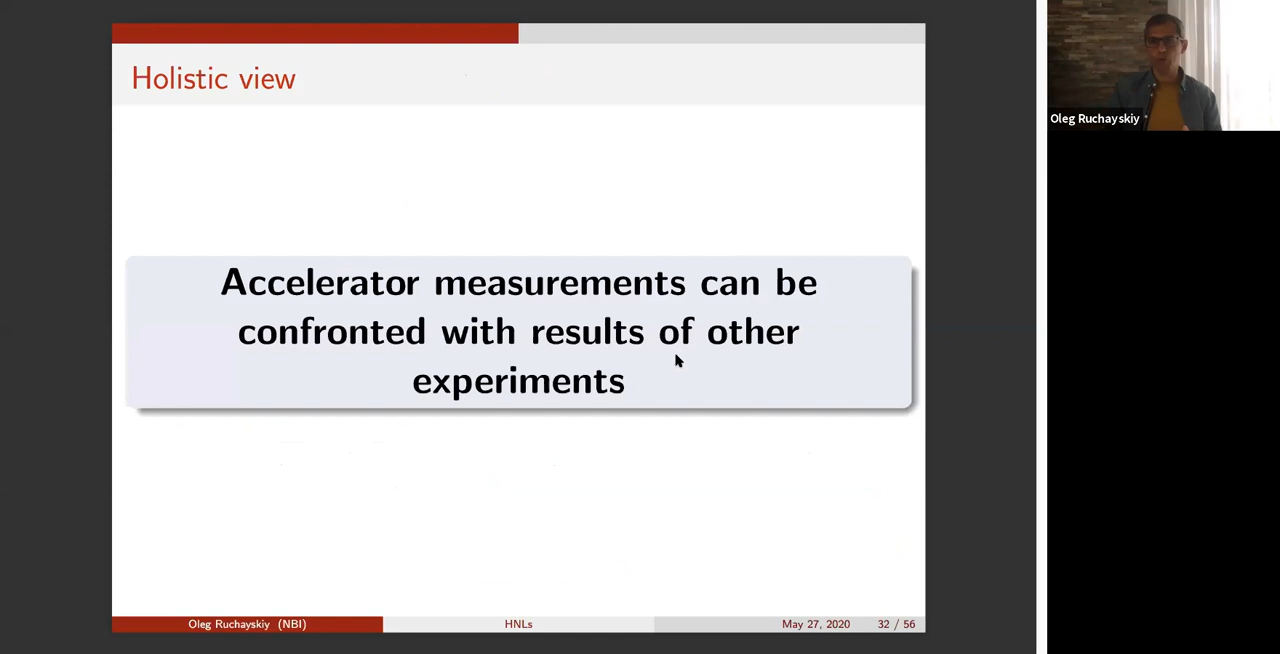 Holistic view
Accelerator measurements can be
confronted with results of other
experiments
Oleg Ruchayskiy (NBI)
HNLs
May 27, 2020
32 / 56
Oleg Ruchayskiy